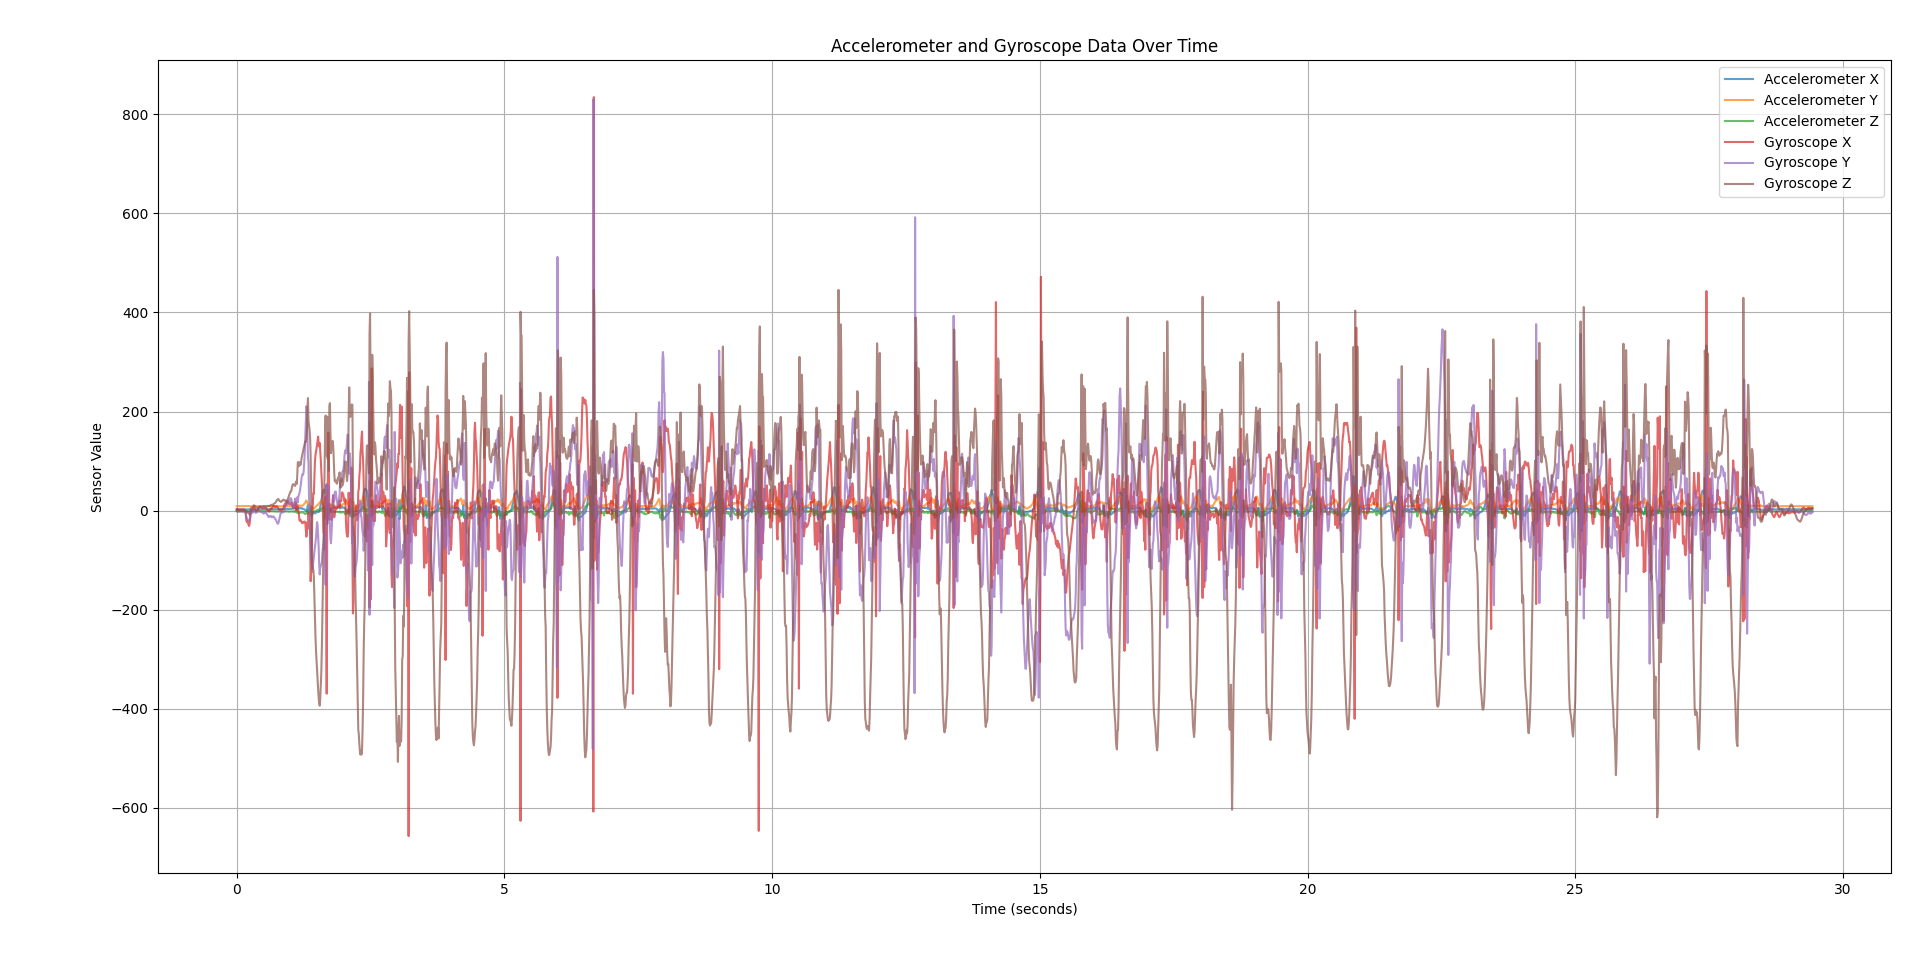 Accelerometer and Gyroscope Data Over Time
Accelerometer X
Accelerometer Y
Accelerometer Z
Gyroscope X
Gyroscope Y
Gyroscope Z
Sensor Value
800
600
400
200
0
−200
−400
−600
0 5 10 15 20 25 30
Time (seconds)